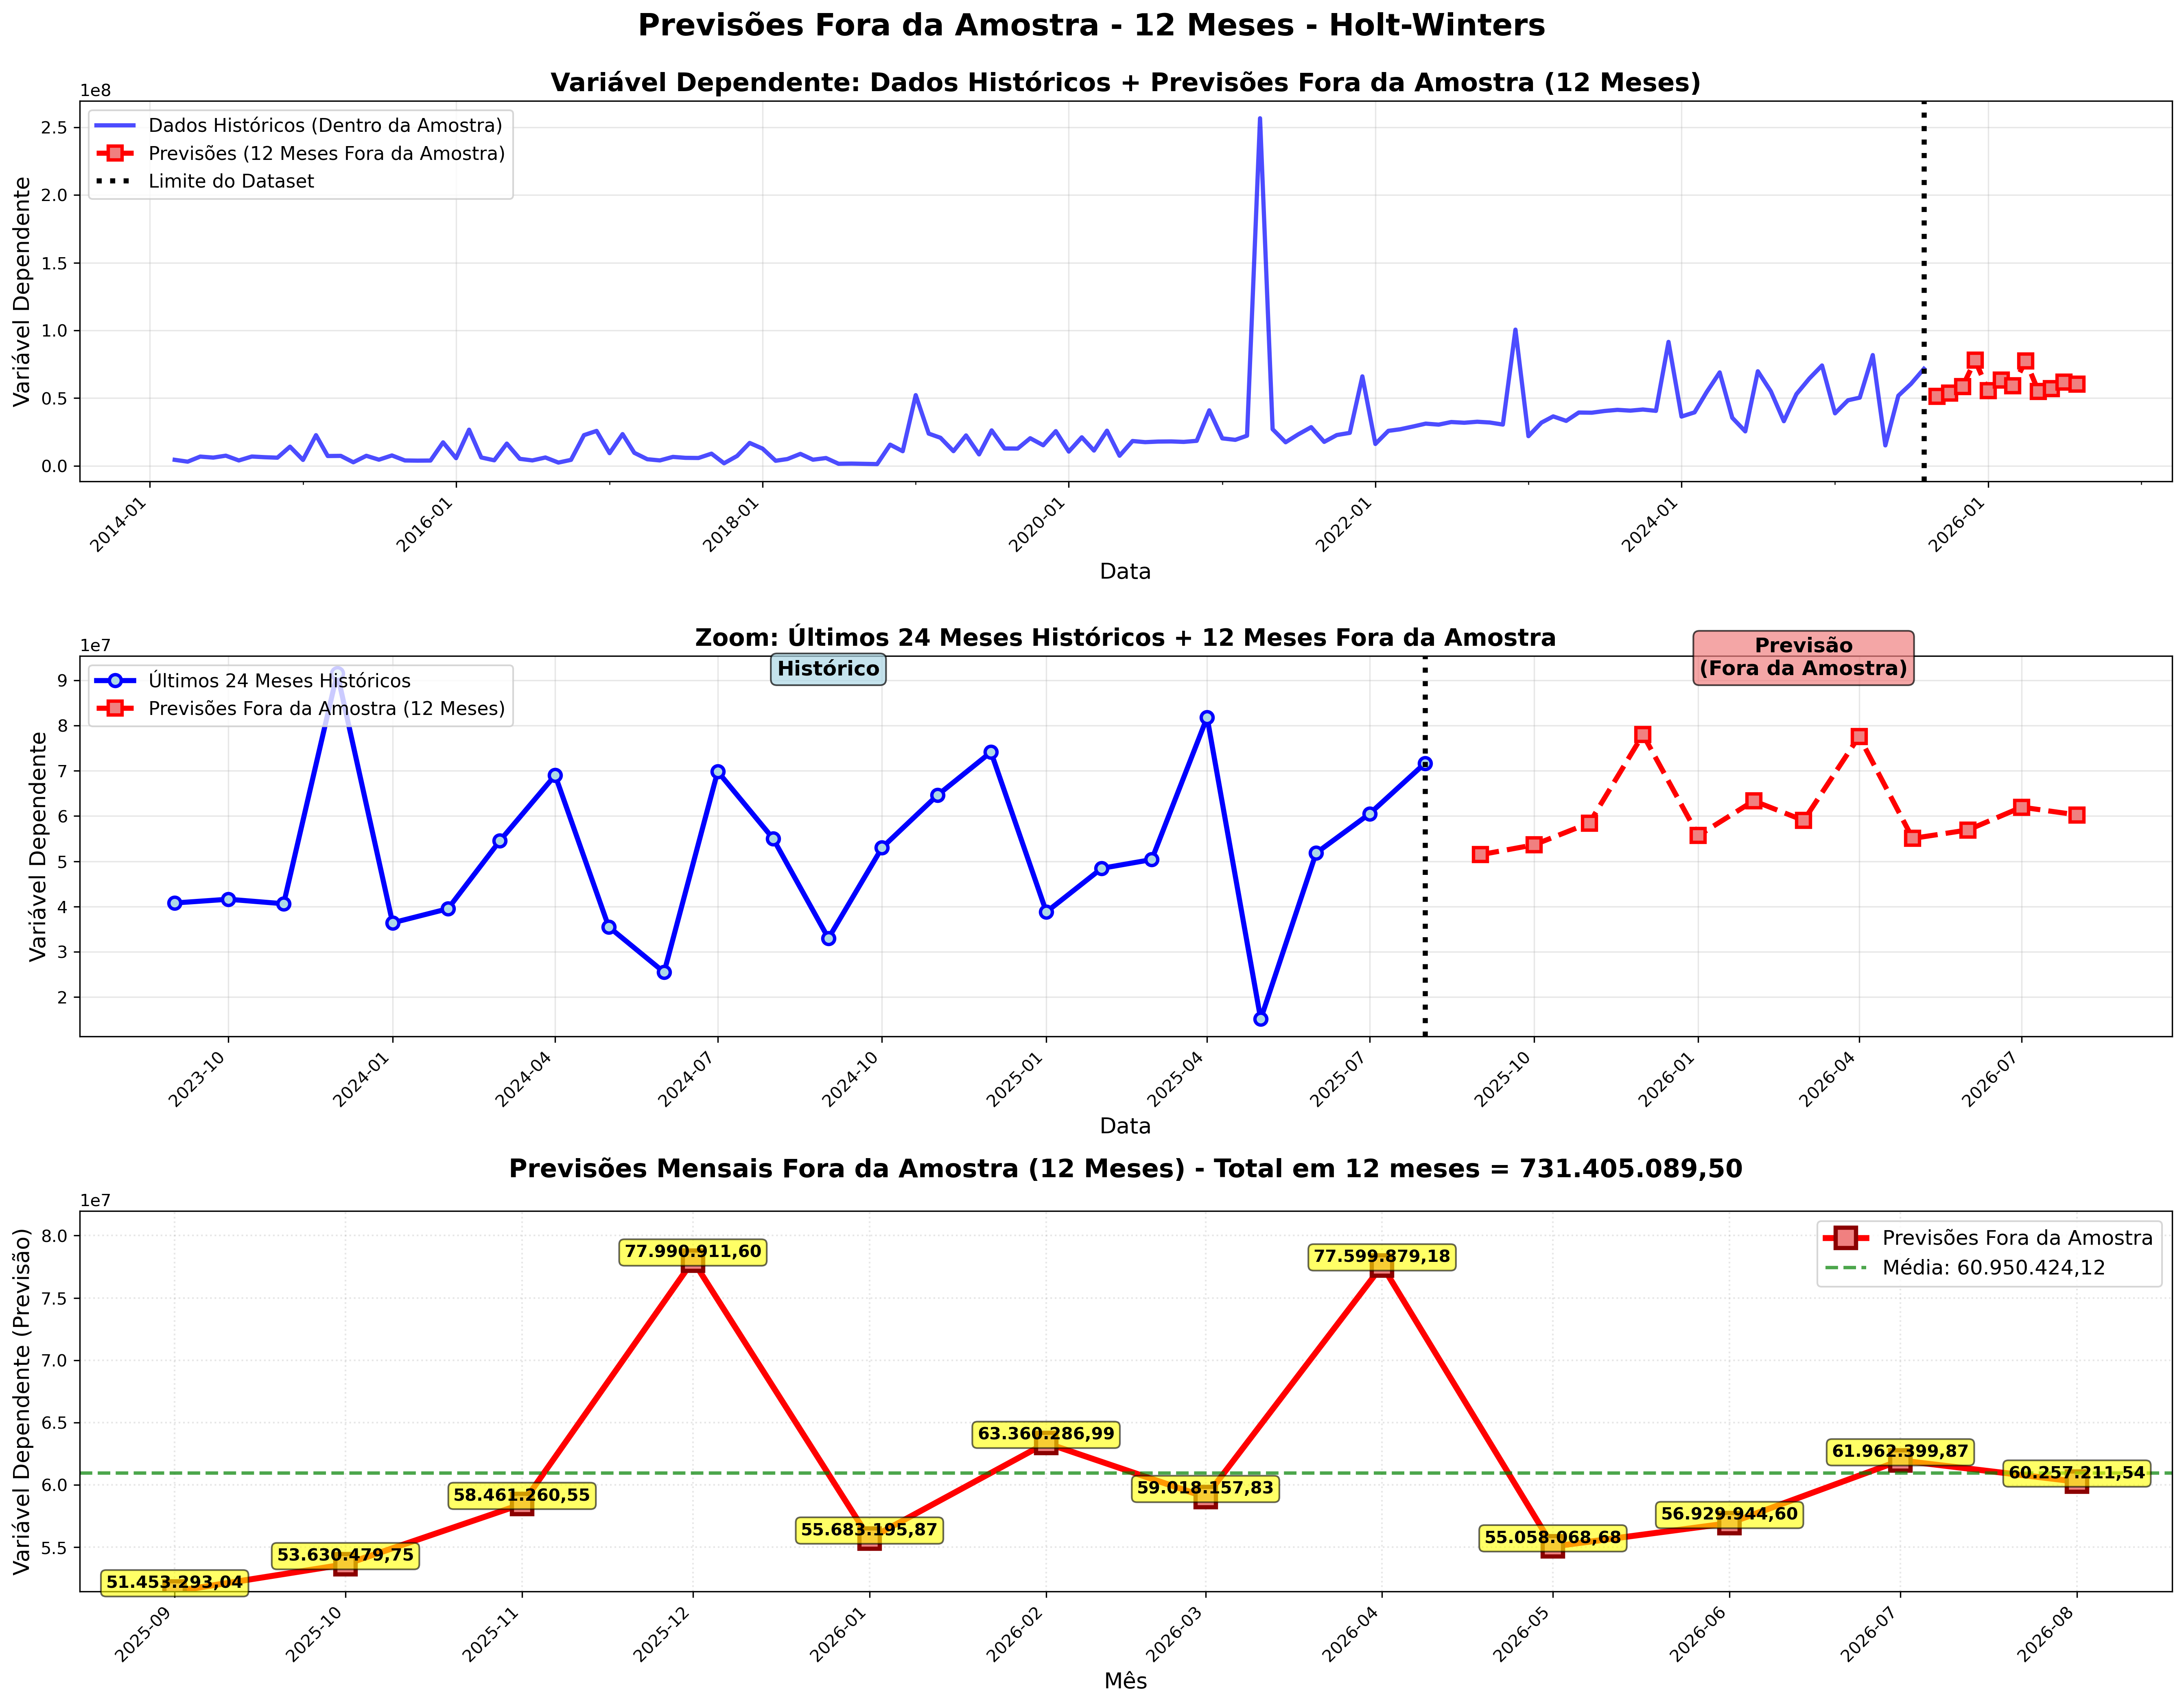 Previsões Fora da Amostra - 12 Meses - Holt-Winters
Variável Dependente: Dados Históricos + Previsões Fora da Amostra (12 Meses)
1e8
Dados Históricos (Dentro da Amostra)
Previsões (12 Meses Fora da Amostra)
Limite do Dataset
Variável Dependente
2.5
2.0
1.5
1.0
0.5
0.0
2014-01
2016-01
2018-01
2020-01
2022-01
2024-01
2026-01
Data
Zoom: Últimos 24 Meses Históricos + 12 Meses Fora da Amostra
1e7
Histórico
Previsão
(Fora da Amostra)
Últimos 24 Meses Históricos
Previsões Fora da Amostra (12 Meses)
Variável Dependente
9
8
7
6
5
4
3
2
2023-10
2024-01
2024-04
2024-07
2024-10
2025-01
2025-04
2025-07
2025-10
2026-01
2026-04
2026-07
Data
Previsões Mensais Fora da Amostra (12 Meses) - Total em 12 meses = 731.405.089,50
1e7
Previsões Fora da Amostra
Média: 60.950.424,12
Variável Dependente (Previsão)
8.0
7.5
7.0
6.5
6.0
5.5
51.453.293,04
53.630.479,75
58.461.260,55
77.990.911,60
55.683.195,87
63.360.286,99
59.018.157,83
77.599.879,18
55.058.068,68
56.929.944,60
61.962.399,87
60.257.211,54
2025-09
2025-10
2025-11
2025-12
2026-01
2026-02
2026-03
2026-04
2026-05
2026-06
2026-07
2026-08
Mês